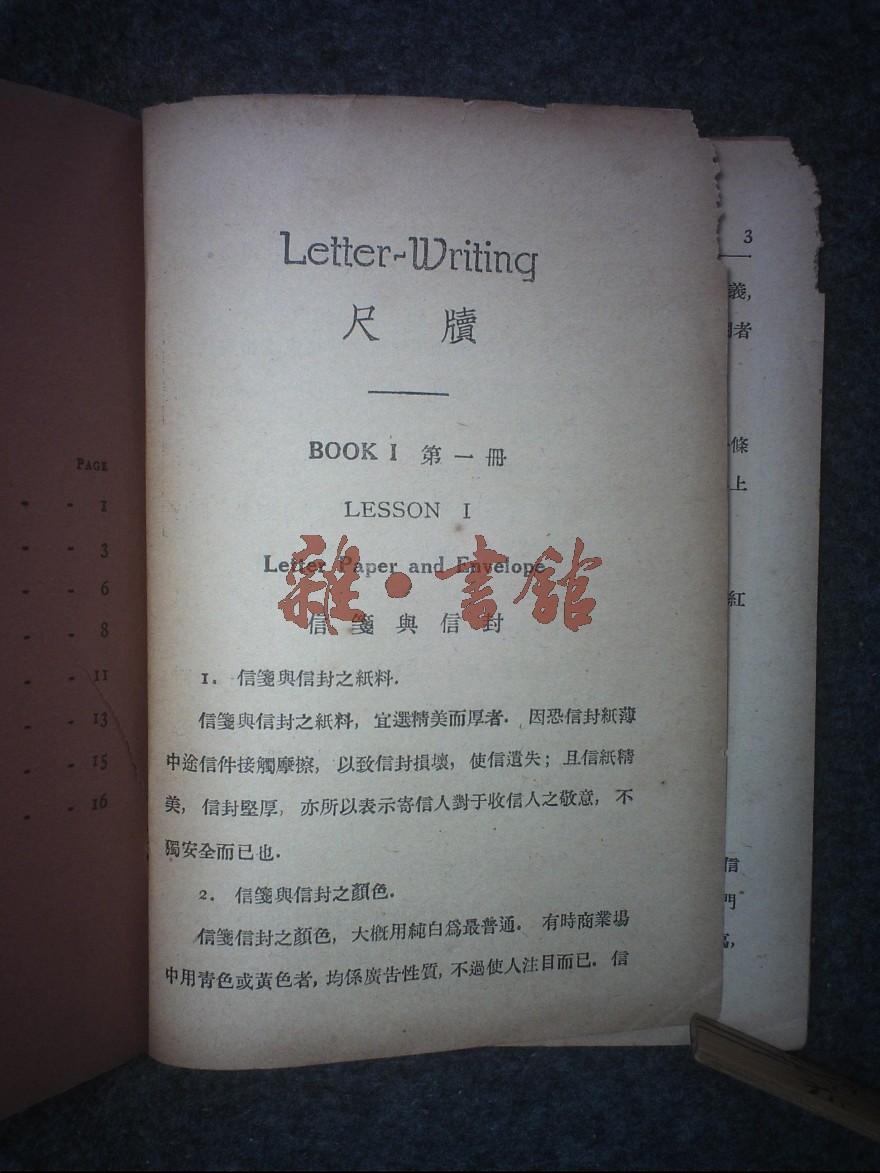 PAGE
- - 1
- - 3
- - 6
- - 8
- - 11
- - 13
- - 15
- - 16
Letter-Writing
尺牘
BOOK I 第一冊
LESSON I
Letter Paper and Envelope
雜·書館
信箋與信封
1. 信箋與信封之紙料.
信箋與信封之紙料, 宜選精美而厚者. 因恐信封紙薄
中途信件接觸摩擦, 以致信封損壞, 使信遺失; 且信紙精
美, 信封堅厚, 亦所以表示寄信人對于收信人之敬意, 不
獨安全而已也.
2. 信箋與信封之顏色.
信箋信封之顏色, 大概用純白爲最普通. 有時商業場
中用靑色或黃色者, 均係廣告性質, 不過使人注目而已. 信
3
義,
者
條
上
紅
信
門